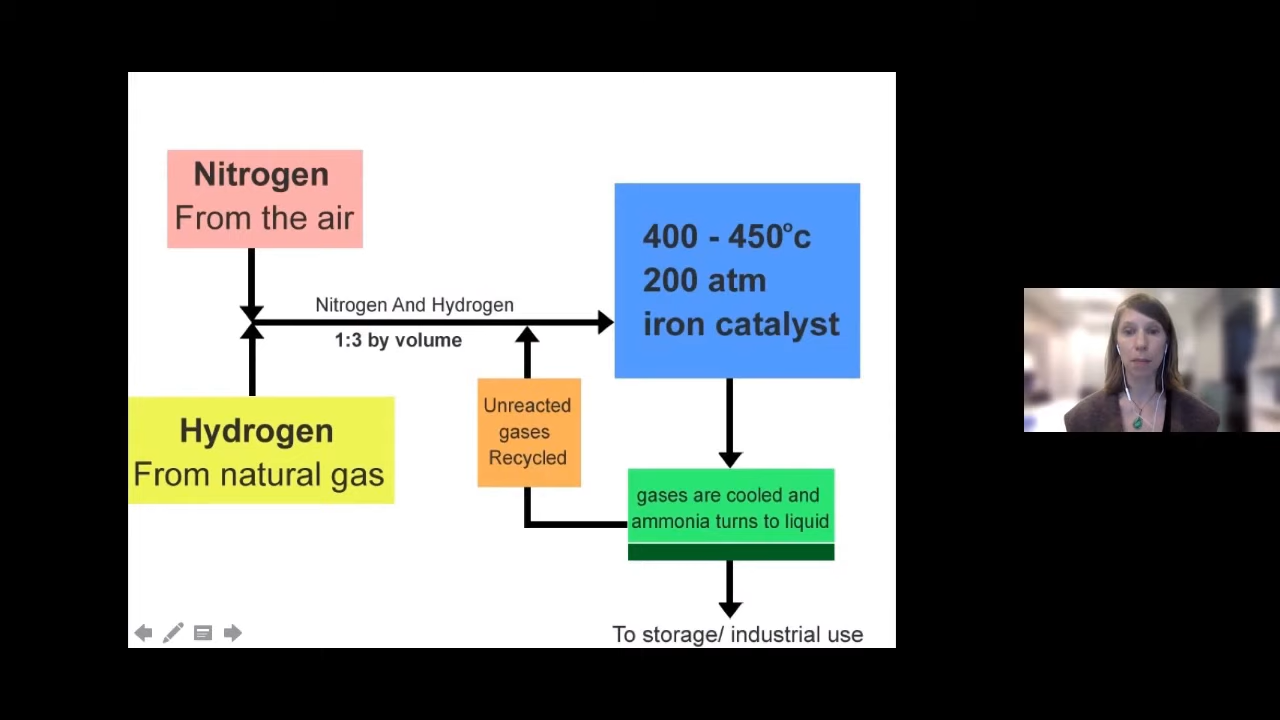 Nitrogen
From the air
Nitrogen And Hydrogen
1:3 by volume
Hydrogen
From natural gas
400 - 450°c
200 atm
iron catalyst
Unreacted
gases
Recycled
gases are cooled and
ammonia turns to liquid
To storage/ industrial use